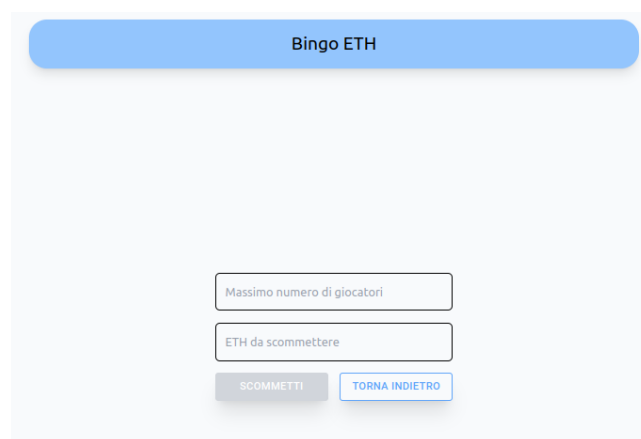 Bingo ETH
Massimo numero di giocatori
ETH da scommettere
SCOMMETTI
TORNA INDIETRO